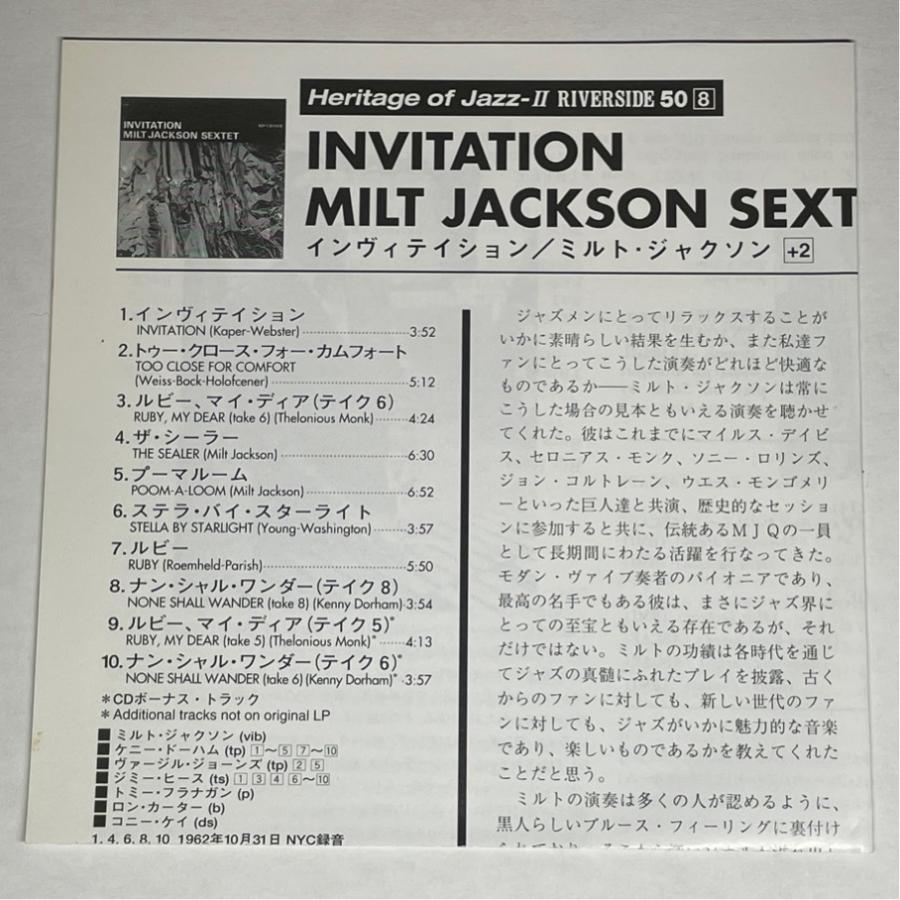 Heritage of Jazz-II RIVERSIDE 50 8
INVITATION
MILT JACKSON SEXTET
INVITATION
MILT JACKSON SEXT
インヴィテイション／ミルト・ジャクソン +2
1.インヴィテイション
INVITATION (Kaper-Webster) 3:52
2.トゥー・クロース・フォー・カムフォート
TOO CLOSE FOR COMFORT
(Weiss-Bock-Holofcener) 5:12
3.ルビー、マイ・ディア(テイク6)
RUBY, MY DEAR (take 6) (Thelonious Monk) 4:24
4.ザ・シーラー
THE SEALER (Milt Jackson) 6:30
5.プーマルーム
POOM-A-LOOM (Milt Jackson) 6:52
6.ステラ・バイ・スターライト
STELLA BY STARLIGHT (Young-Washington) 3:57
7.ルビー
RUBY (Roemheld-Parish) 5:50
8.ナン・シャル・ワンダー(テイク8)
NONE SHALL WANDER (take 8) (Kenny Dorham) 3:54
9.ルビー、マイ・ディア(テイク5)*
RUBY, MY DEAR (take 5) (Thelonious Monk)* 4:13
10.ナン・シャル・ワンダー(テイク6)*
NONE SHALL WANDER (take 6) (Kenny Dorham)* 3:57
*CDボーナス・トラック
*Additional tracks not on original LP
■ ミルト・ジャクソン (vib)
■ ケニー・ドーハム (tp) 1〜5 7〜10
■ ヴァージル・ジョーンズ (tp) 2 5
■ ジミー・ヒース (ts) 1 3 4 6〜10
■ トミー・フラナガン (p)
■ ロン・カーター (b)
■ コニー・ケイ (ds)
1, 4, 6, 8, 10 1962年10月31日 NYC録音
ジャズメンにとってリラックスすることが
いかに素晴らしい結果を生むか、また私達フ
ァンにとってこうした演奏がどれほど快適な
ものであるか――ミルト・ジャクソンは常に
こうした場合の見本ともいえる演奏を聴かせ
てくれた。彼はこれまでにマイルス・デイビ
ス、セロニアス・モンク、ソニー・ロリンズ、
ジョン・コルトレーン、ウエス・モンゴメリ
ーといった巨人達と共演、歴史的なセッショ
ンに参加すると共に、伝統あるMJQの一員
として長期間にわたる活躍を行なってきた。
モダン・ヴァイブ奏者のパイオニアであり、
最高の名手でもある彼は、まさにジャズ界に
とっての至宝ともいえる存在であるが、それ
だけではない。ミルトの功績は各時代を通じ
てジャズの真髄にふれたプレイを披露、古く
からのファンに対しても、新しい世代のファ
ンに対しても、ジャズがいかに魅力的な音楽
であり、楽しいものであるかを教えてくれた
ことだと思う。
ミルトの演奏は多くの人が認めるように、
黒人らしいブルース・フィーリングに裏付け